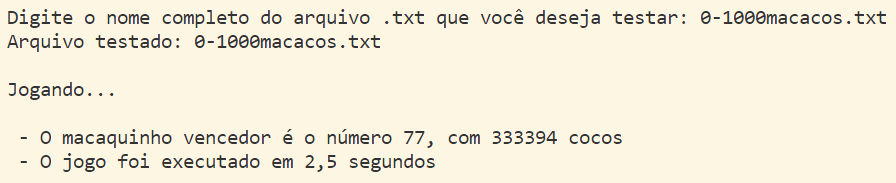 Digite o nome completo do arquivo .txt que você deseja testar: 0-1000macacos.txt
Arquivo testado: 0-1000macacos.txt
Jogando...
- O macaquinho vencedor é o número 77, com 333394 cocos
- O jogo foi executado em 2,5 segundos